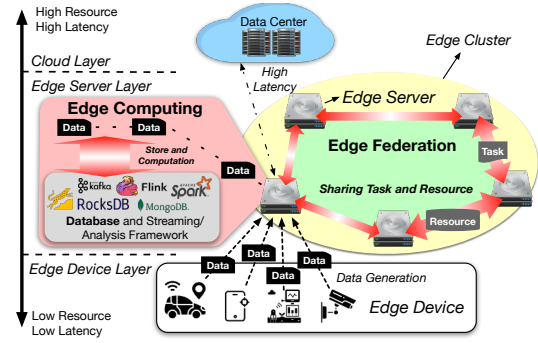 High Resource
High Latency
Data Center
Edge Cluster
Cloud Layer
High
Latency
Edge Server Layer
Edge Server
Edge Computing
Data
Data
Store and
Computation
Data
Edge Federation
Task
Sharing Task and Resource
Resource
kafka
Flink
APACHE
Spark
RocksDB
MongoDB.
Database and Streaming/
Analysis Framework
Edge Device Layer
Data
Data
Data
Data
Data Generation
Edge Device
Low Resource
Low Latency